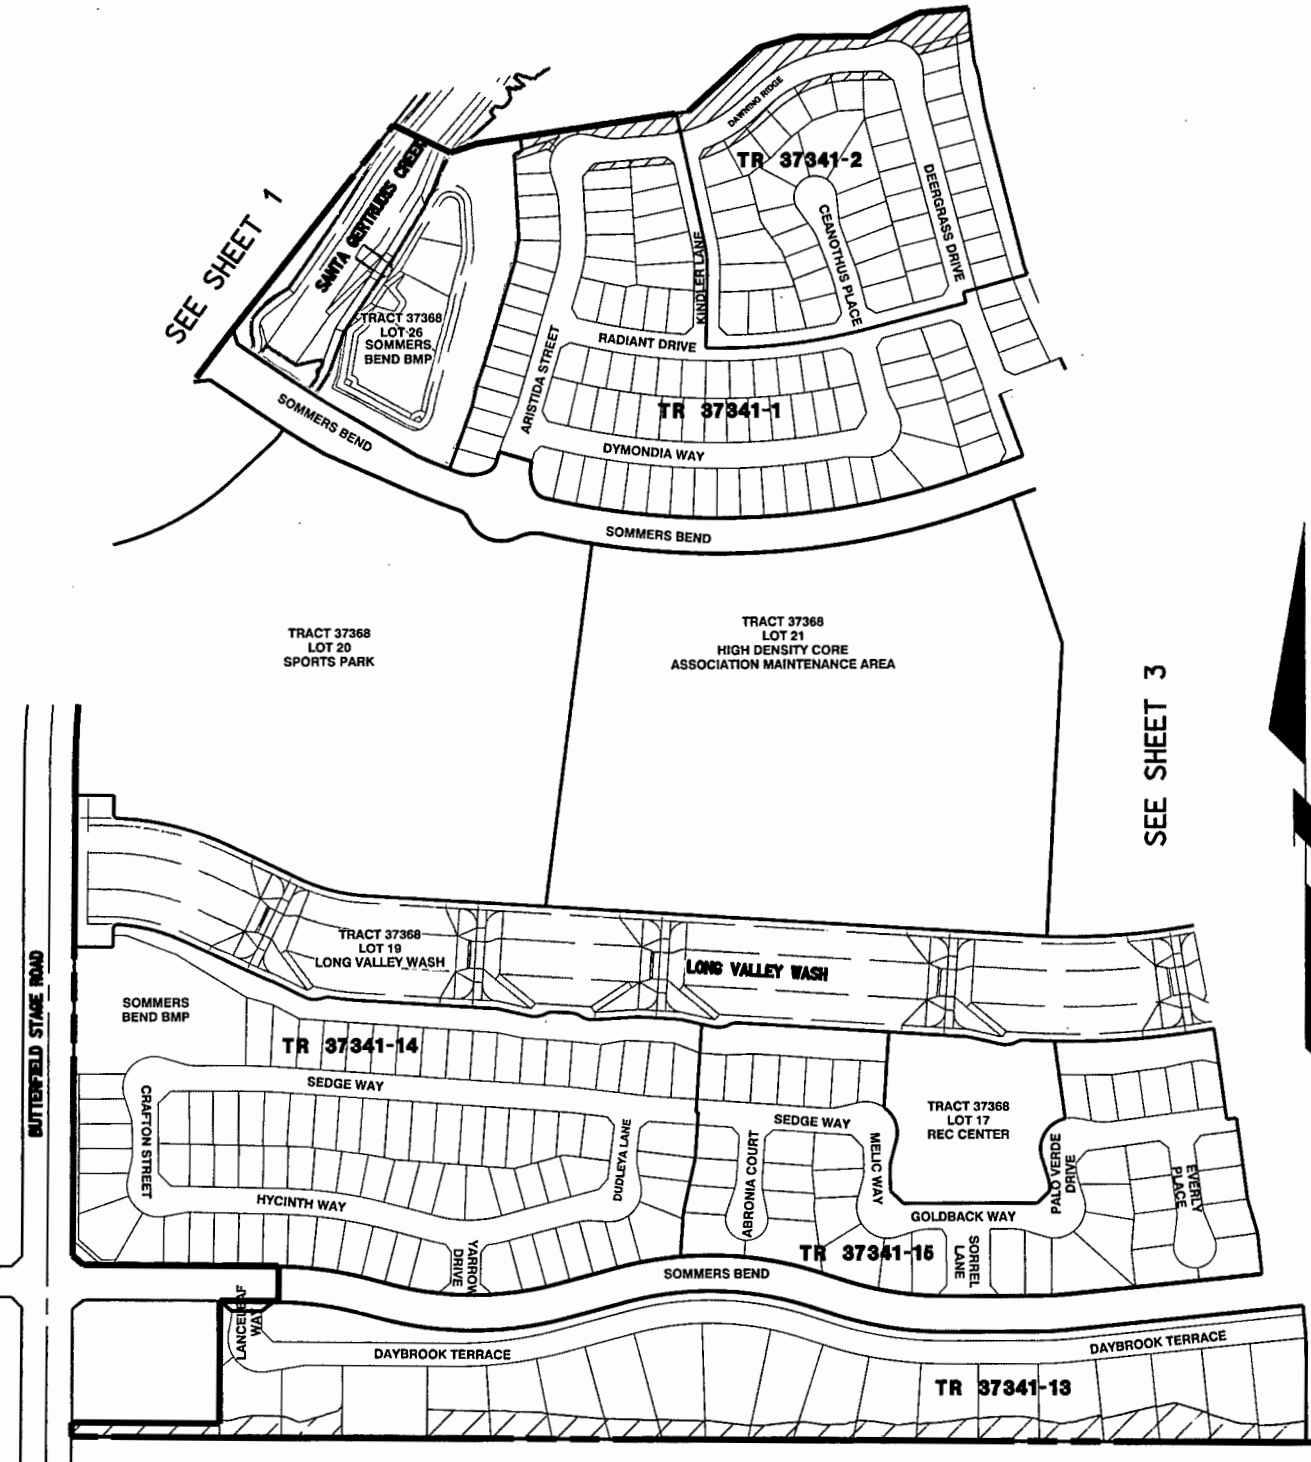 DAWNING RIDGE
TR 37341-2
DEERGRASS DRIVE
CEANOTHUS PLACE
KINDLER LANE
SANTA GERTRUDIS CREEK
SEE SHEET 1
TRACT 37368
LOT 26
SOMMERS
BEND BMP
ARISTIDA STREET
RADIANT DRIVE
TR 37341-1
DYMONDIA WAY
SOMMERS BEND
SOMMERS BEND
TRACT 37368
LOT 20
SPORTS PARK
TRACT 37368
LOT 21
HIGH DENSITY CORE
ASSOCIATION MAINTENANCE AREA
SEE SHEET 3
BUTTERFIELD STAGE ROAD
TRACT 37368
LOT 19
LONG VALLEY WASH
LONG VALLEY WASH
SOMMERS
BEND BMP
TR 37341-14
SEDGE WAY
CRAFTON STREET
HYCINTH WAY
DUDLEYA LANE
YARROW
DRIVE
SEDGE WAY
ABRONIA COURT
MELIC WAY
TRACT 37368
LOT 17
REC CENTER
PALO VERDE
DRIVE
EVERLY
PLACE
GOLDBACK WAY
SORREL
LANE
TR 37341-15
SOMMERS BEND
LANCELEAF
WAY
DAYBROOK TERRACE
DAYBROOK TERRACE
TR 37341-13